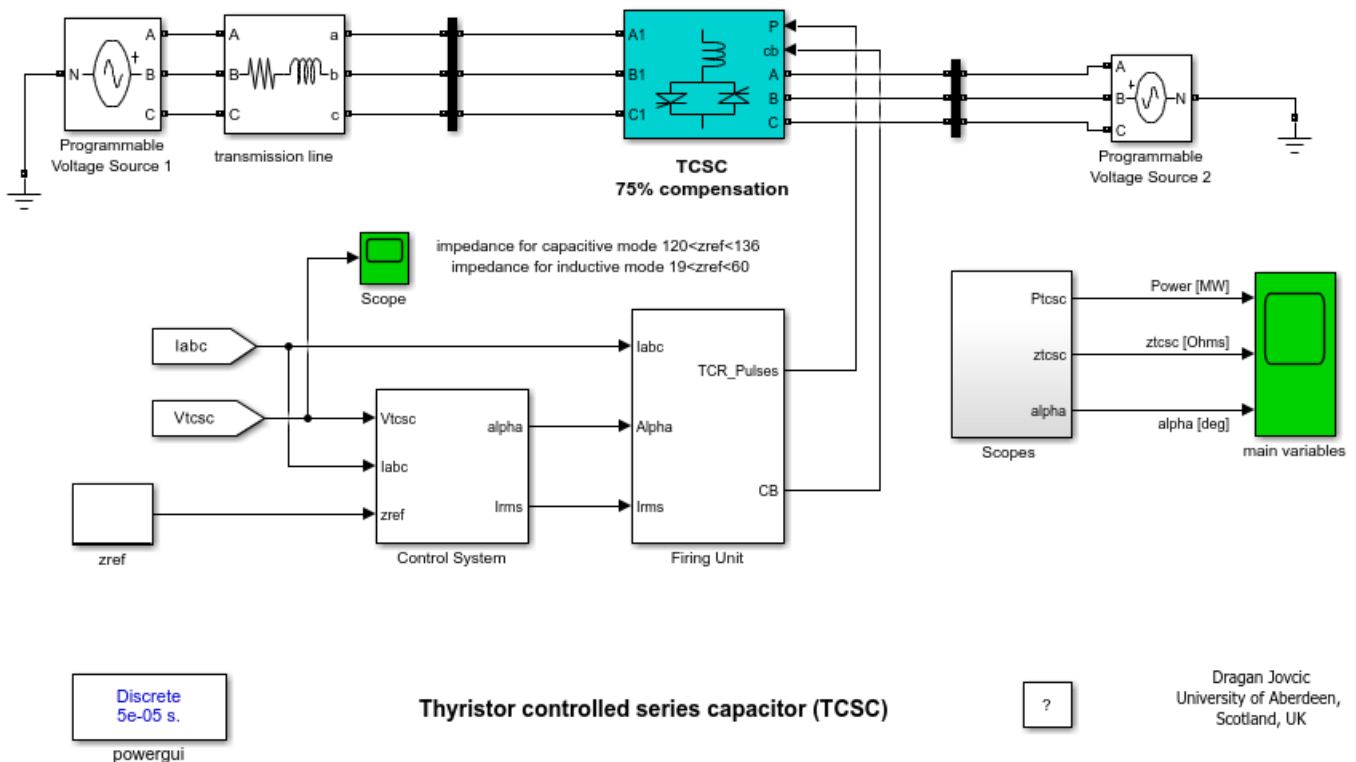 A
B
C
N
+
Programmable
Voltage Source 1
A
B
C
a
b
c
transmission line
A1
B1
C1
P
cb
A
B
C
TCSC
75% compensation
A
B
C
+
N
Programmable
Voltage Source 2
Scope
impedance for capacitive mode 120<zref<136
impedance for inductive mode 19<zref<60
Iabc
Vtcsc
zref
Vtcsc
Iabc
zref
alpha
Irms
Control System
Iabc
Alpha
Irms
TCR_Pulses
CB
Firing Unit
Ptcsc
ztcsc
alpha
Scopes
Power [MW]
ztcsc [Ohms]
alpha [deg]
main variables
Discrete
5e-05 s.
powergui
Thyristor controlled series capacitor (TCSC)
?
Dragan Jovcic
University of Aberdeen,
Scotland, UK